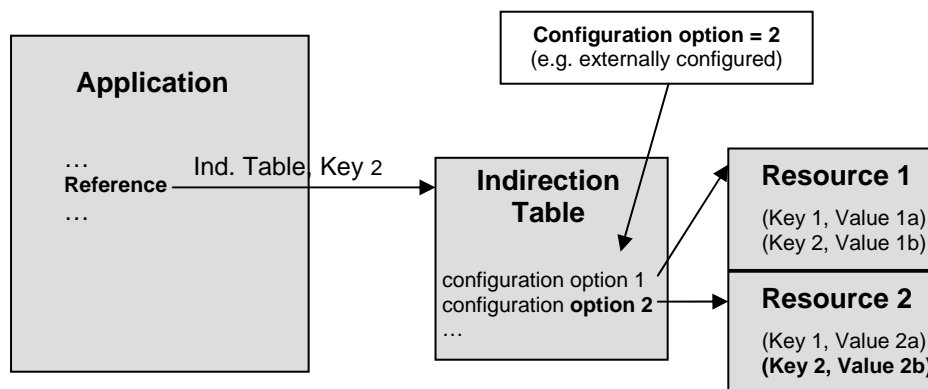 Configuration option = 2
(e.g. externally configured)
Application
…
Reference
…
Ind. Table, Key 2
Indirection
Table
configuration option 1
configuration option 2
…
Resource 1
(Key 1, Value 1a)
(Key 2, Value 1b)
Resource 2
(Key 1, Value 2a)
(Key 2, Value 2b)